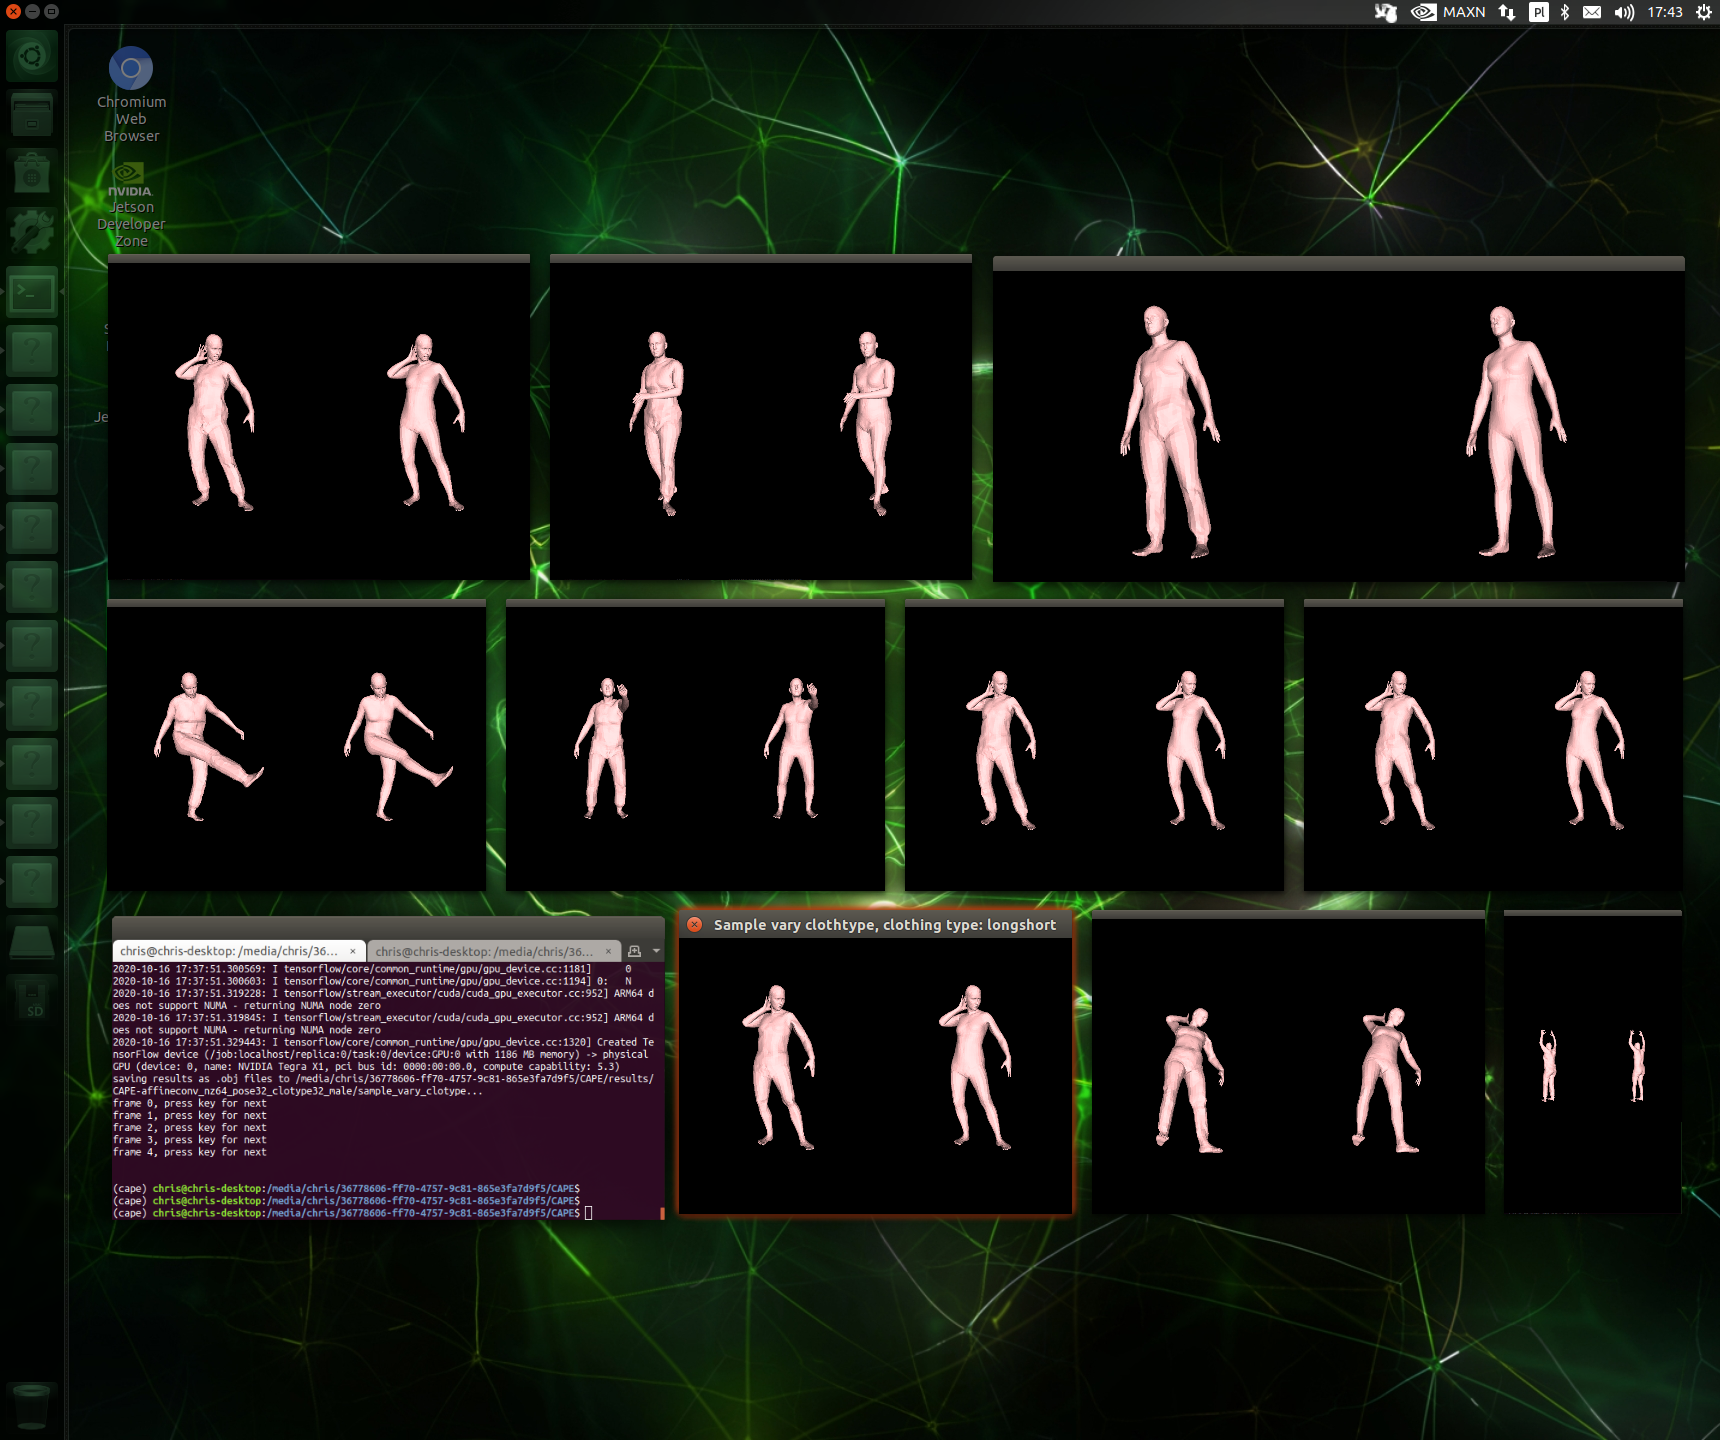 MAXN
Pl
17:43
Chromium
Web
Browser
NVIDIA.
Jetson
Developer
Zone
Je
Sample vary clothtype, clothing type: longshort
chris@chris-desktop: /media/chris/36... ×
chris@chris-desktop: /media/chris/36... ×
2020-10-16 17:37:51.300569: I tensorflow/core/common_runtime/gpu/gpu_device.cc:1181]      0
2020-10-16 17:37:51.300603: I tensorflow/core/common_runtime/gpu/gpu_device.cc:1194] 0:   N
2020-10-16 17:37:51.319228: I tensorflow/stream_executor/cuda/cuda_gpu_executor.cc:952] ARM64 d
oes not support NUMA - returning NUMA node zero
2020-10-16 17:37:51.319845: I tensorflow/stream_executor/cuda/cuda_gpu_executor.cc:952] ARM64 d
oes not support NUMA - returning NUMA node zero
2020-10-16 17:37:51.329443: I tensorflow/core/common_runtime/gpu/gpu_device.cc:1320] Created Te
nsorFlow device (/job:localhost/replica:0/task:0/device:GPU:0 with 1186 MB memory) -> physical
GPU (device: 0, name: NVIDIA Tegra X1, pci bus id: 0000:00:00.0, compute capability: 5.3)
saving results as .obj files to /media/chris/36778606-ff70-4757-9c81-865e3fa7d9f5/CAPE/results/
CAPE-affineconv_nz64_pose32_clotype32_male/sample_vary_clotype...
frame 0, press key for next
frame 1, press key for next
frame 2, press key for next
frame 3, press key for next
frame 4, press key for next
(cape) chris@chris-desktop:/media/chris/36778606-ff70-4757-9c81-865e3fa7d9f5/CAPE$
(cape) chris@chris-desktop:/media/chris/36778606-ff70-4757-9c81-865e3fa7d9f5/CAPE$
(cape) chris@chris-desktop:/media/chris/36778606-ff70-4757-9c81-865e3fa7d9f5/CAPE$
SD